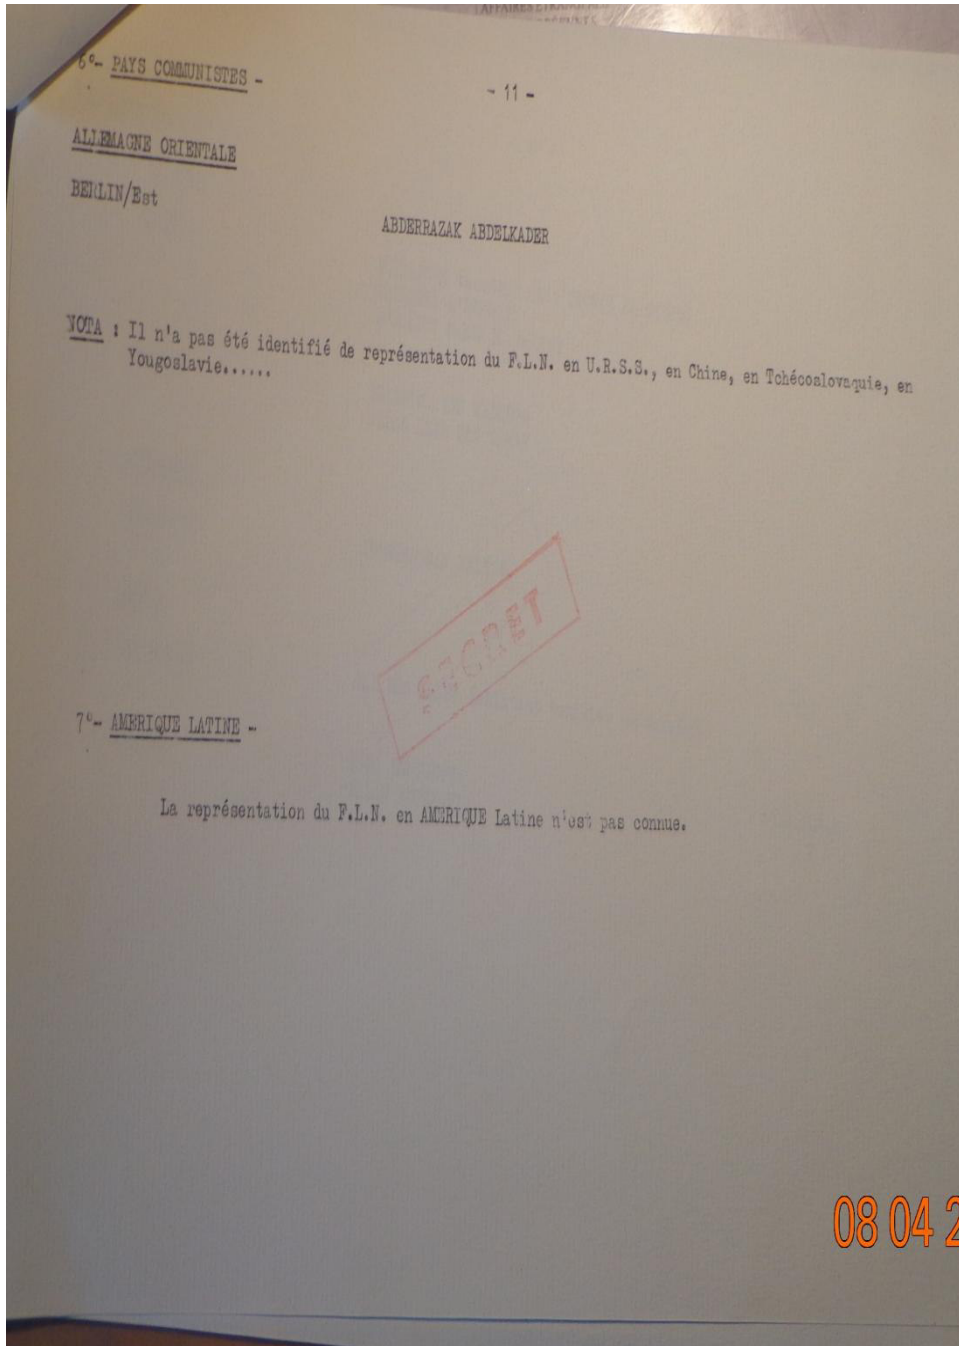 AFFAIRES ETRANGERES
6°- PAYS COMMUNISTES -
- 11 -
ALLEMAGNE ORIENTALE
BERLIN/Est
ABDERRAZAK ABDELKADER
NOTA : Il n'a pas été identifié de représentation du F.L.N. en U.R.S.S., en Chine, en Tchécoslovaquie, en
Yougoslavie......
SECRET
7°- AMERIQUE LATINE -
La représentation du F.L.N. en AMERIQUE Latine n'est pas connue.
08 04 2